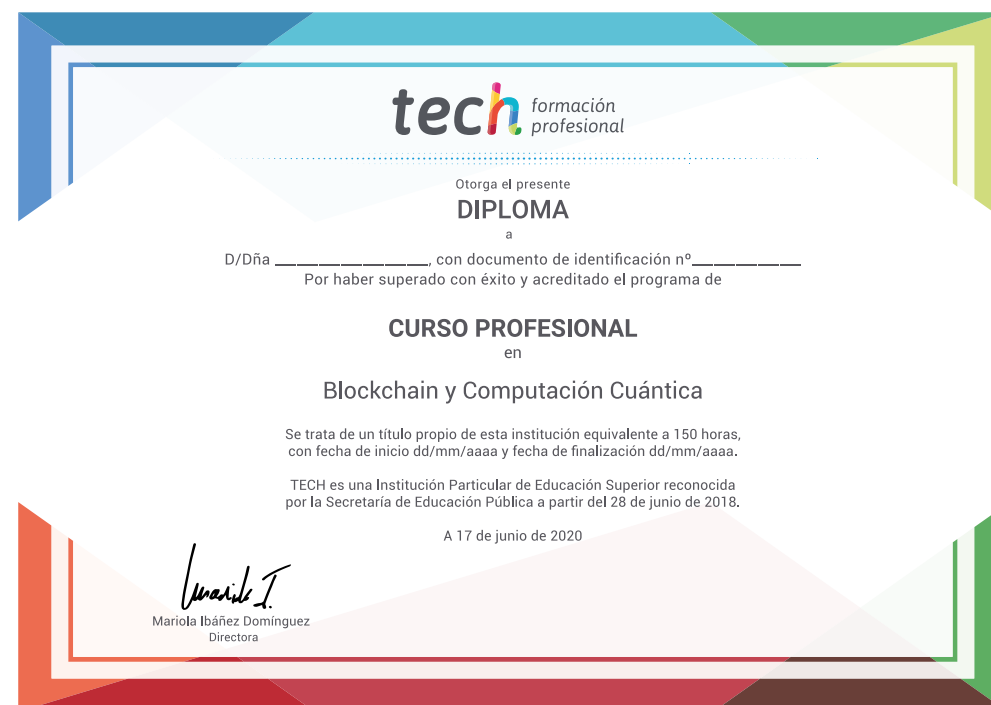 tech formación
profesional
Otorga el presente
DIPLOMA
a
D/Dña ______________, con documento de identificación nº__________
Por haber superado con éxito y acreditado el programa de
CURSO PROFESIONAL
en
Blockchain y Computación Cuántica
Se trata de un título propio de esta institución equivalente a 150 horas,
con fecha de inicio dd/mm/aaaa y fecha de finalización dd/mm/aaaa.
TECH es una Institución Particular de Educación Superior reconocida
por la Secretaría de Educación Pública a partir del 28 de junio de 2018.
A 17 de junio de 2020
Mariola Ibáñez Domínguez
Directora